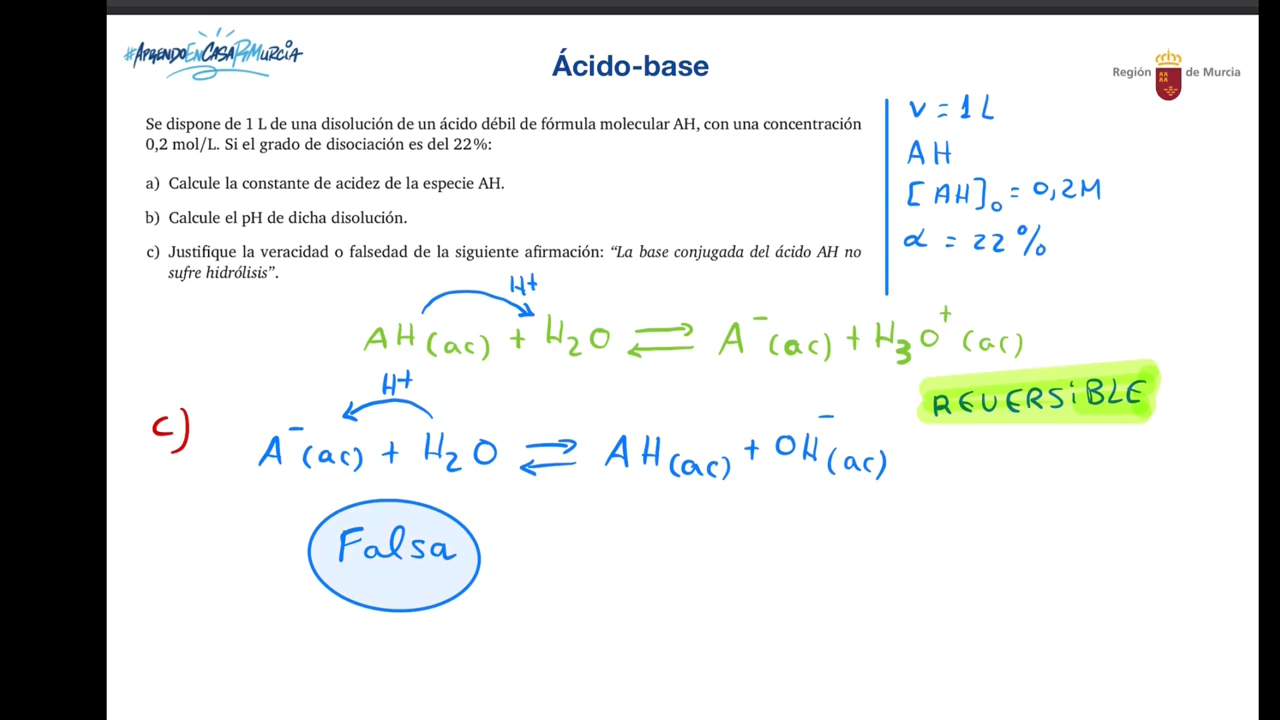 #AprendoEnCasaRMurcia
Ácido-base
Región de Murcia
Se dispone de 1 L de una disolución de un ácido débil de fórmula molecular AH, con una concentración
0,2 mol/L. Si el grado de disociación es del 22%:
a) Calcule la constante de acidez de la especie AH.
b) Calcule el pH de dicha disolución.
c) Justifique la veracidad o falsedad de la siguiente afirmación: “La base conjugada del ácido AH no
sufre hidrólisis”.
V = 1 L
AH
[AH]₀ = 0,2M
α = 22%
H+
AH(ac) + H₂O ⇌ A⁻(ac) + H₃O⁺(ac)
REVERSiBLE
H+
c)
A⁻(ac) + H₂O ⇌ AH(ac) + OH⁻(ac)
Falsa